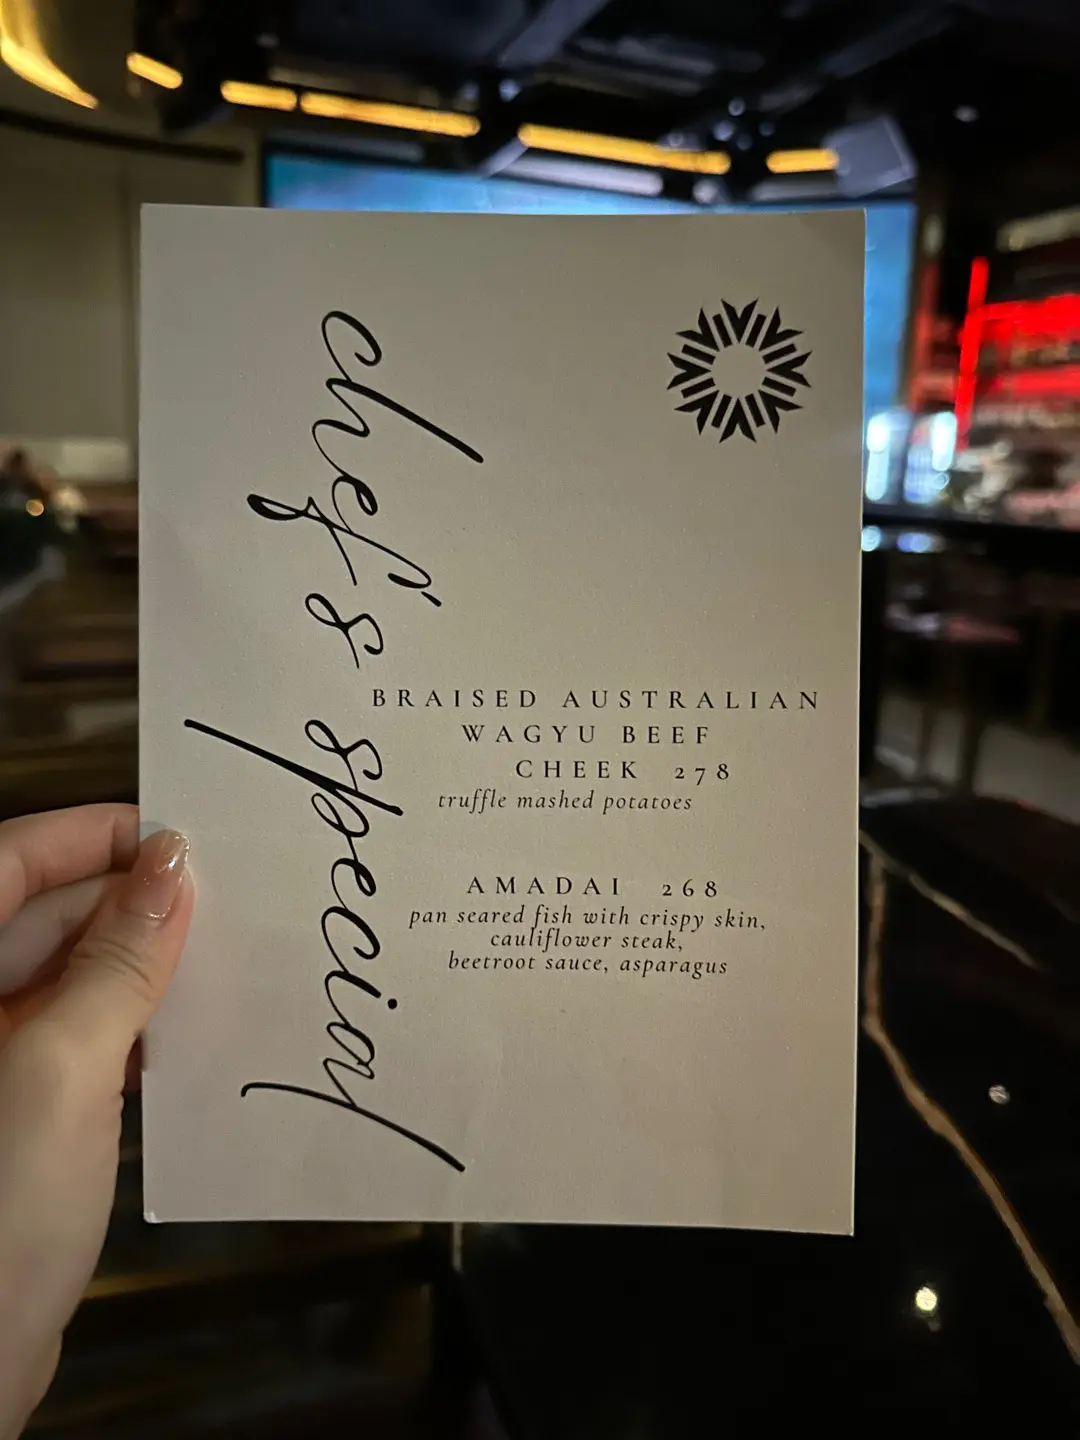 chef's special
BRAISED AUSTRALIAN
WAGYU BEEF
CHEEK 278
truffle mashed potatoes
AMADAI 268
pan seared fish with crispy skin,
cauliflower steak,
beetroot sauce, asparagus